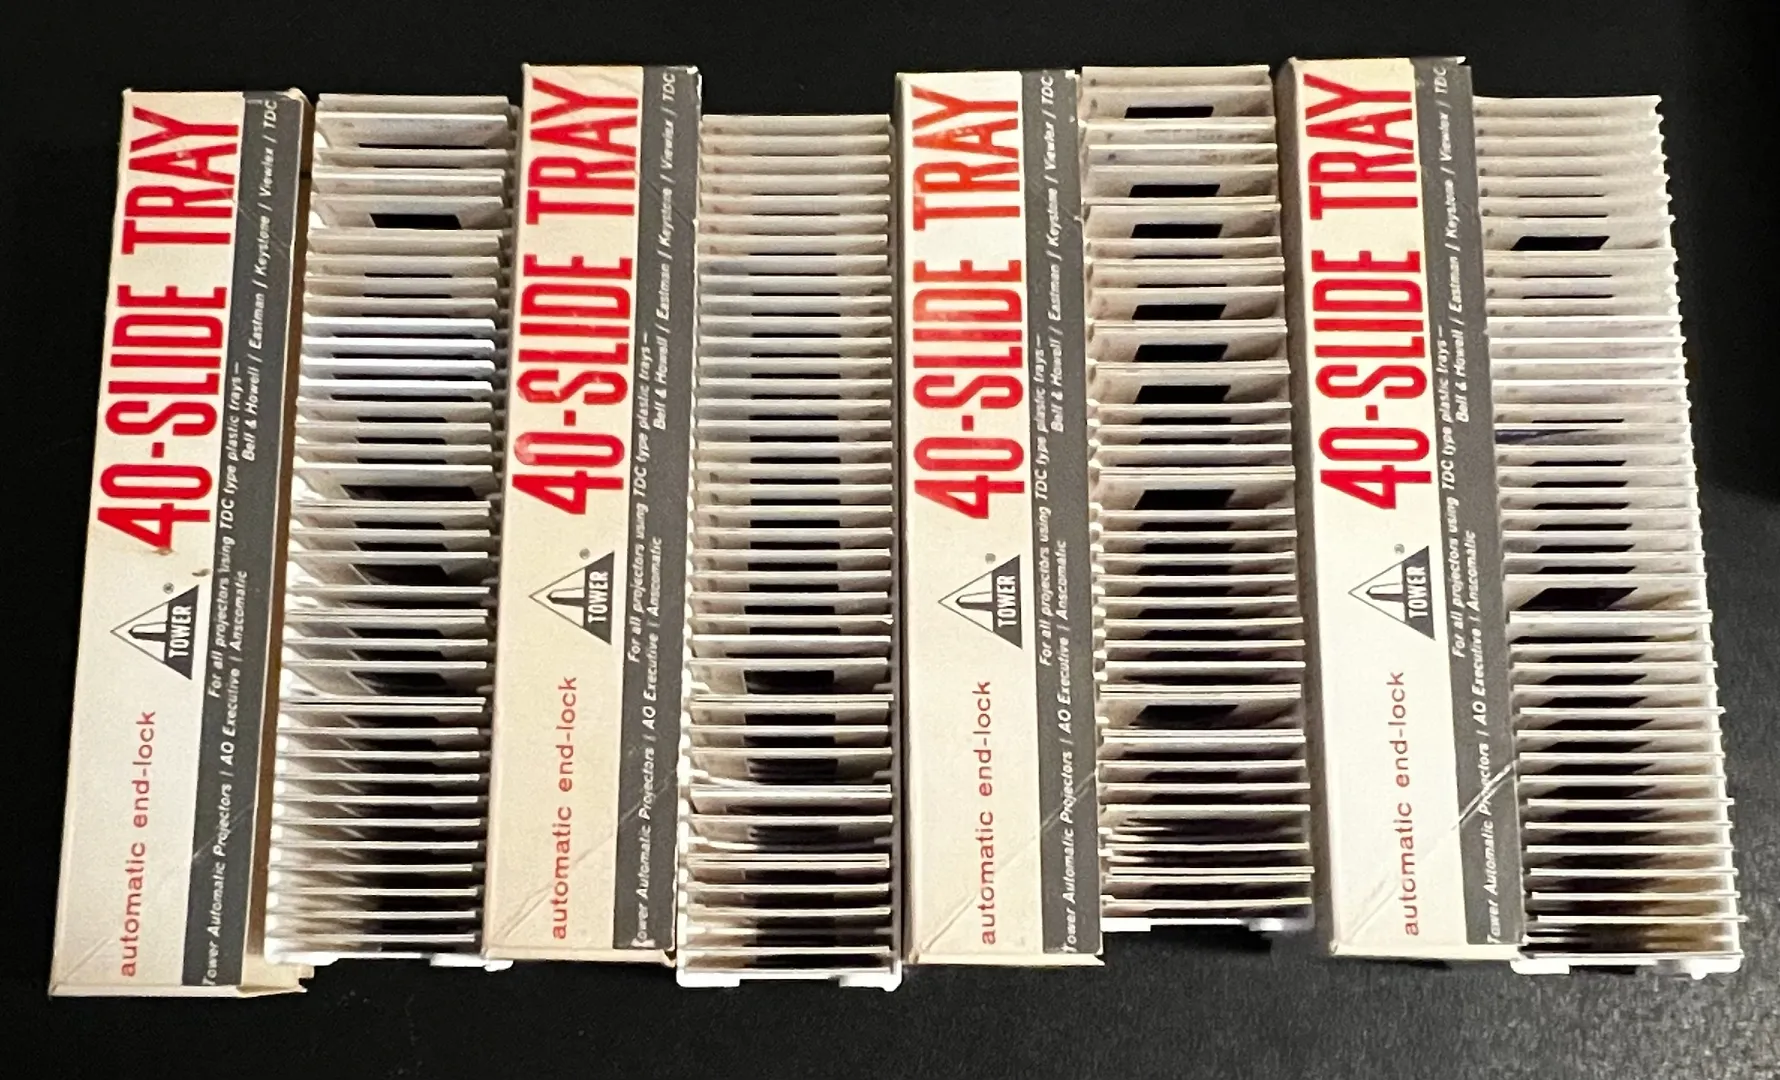 40-SLIDE TRAY
TOWER
®
automatic end-lock
For all projectors using TDC type plastic trays—
Tower Automatic Projectors / AO Executive / Anscomatic
Bell & Howell / Eastman / Keystone / Viewlex / TDC
40-SLIDE TRAY
TOWER
®
automatic end-lock
For all projectors using TDC type plastic trays—
Tower Automatic Projectors / AO Executive / Anscomatic
Bell & Howell / Eastman / Keystone / Viewlex / TDC
40-SLIDE TRAY
TOWER
®
automatic end-lock
For all projectors using TDC type plastic trays—
Tower Automatic Projectors / AO Executive / Anscomatic
Bell & Howell / Eastman / Keystone / Viewlex / TDC
40-SLIDE TRAY
TOWER
®
automatic end-lock
For all projectors using TDC type plastic trays—
Tower Automatic Projectors / AO Executive / Anscomatic
Bell & Howell / Eastman / Keystone / Viewlex / TDC